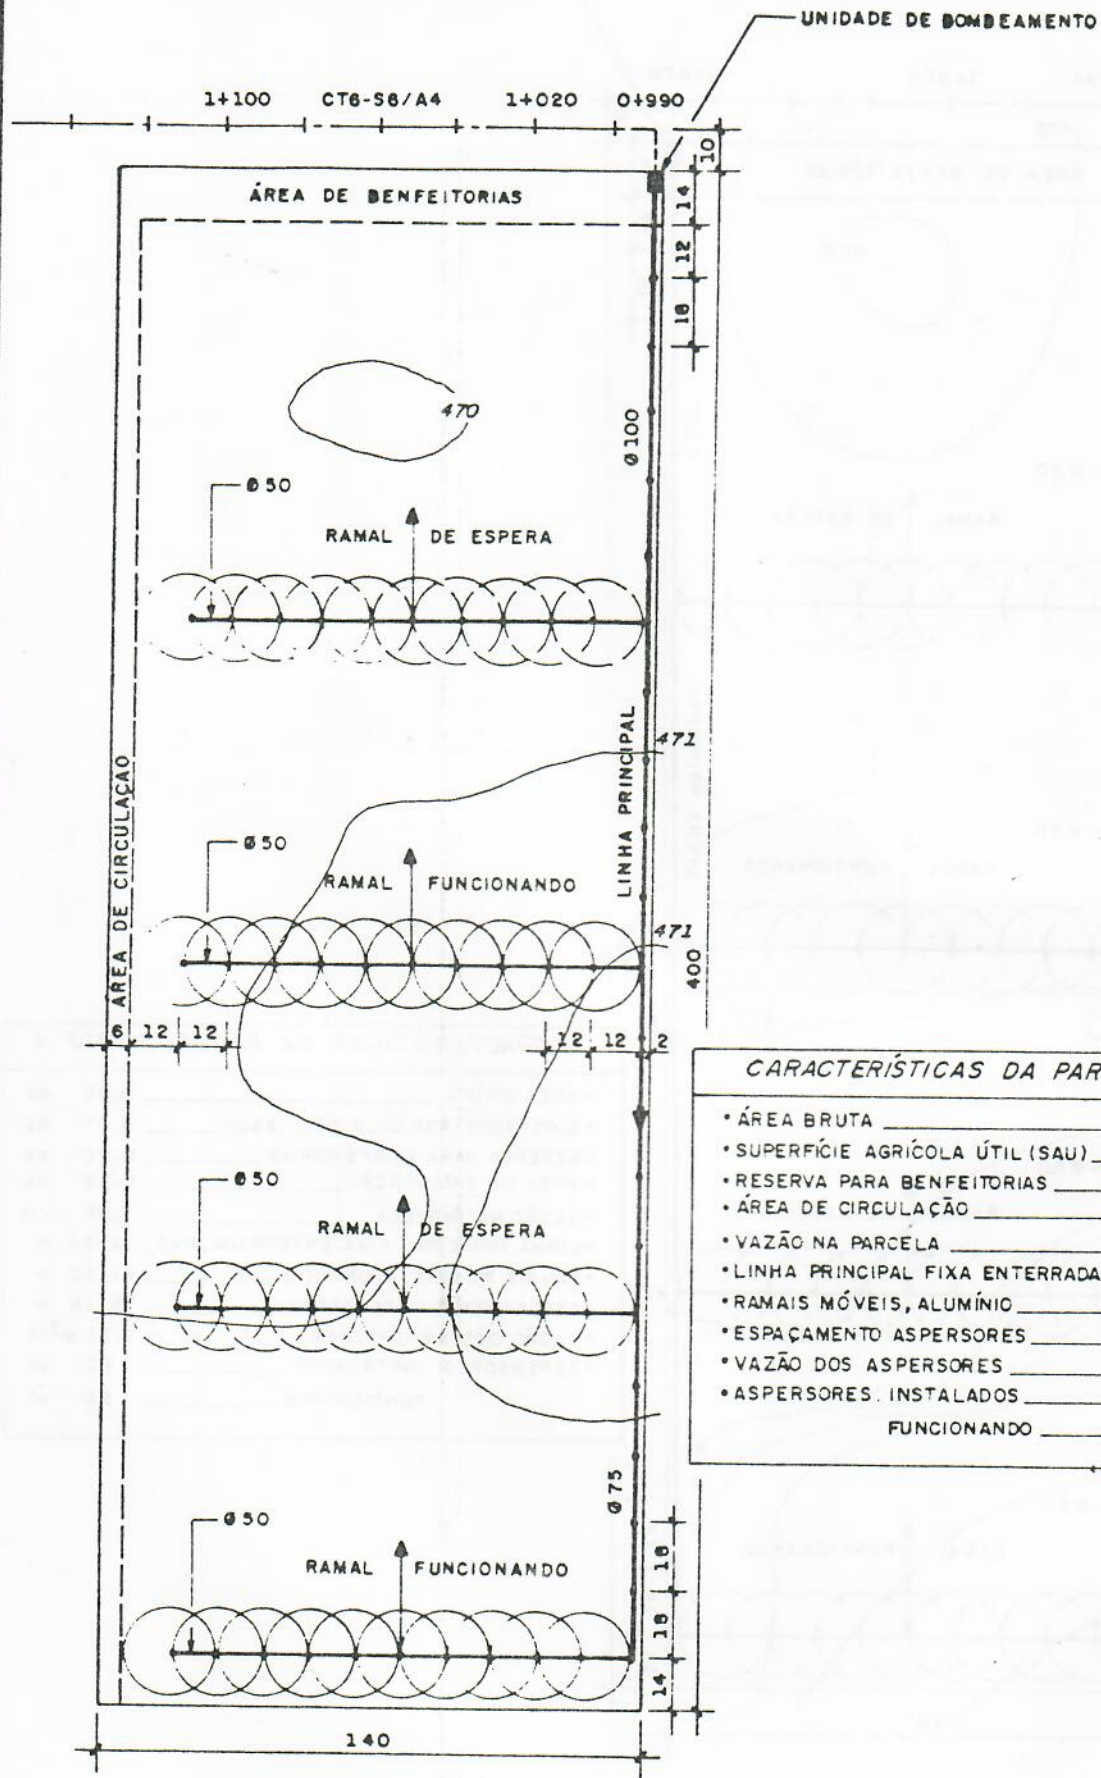 UNIDADE DE BOMBEAMENTO
1+100 CT6-S6/A4 1+020 0+990
10
ÁREA DE BENFEITORIAS
14
12
18
470
Ø100
Ø50
RAMAL DE ESPERA
LINHA PRINCIPAL
471
ÁREA DE CIRCULAÇÃO
Ø50
RAMAL FUNCIONANDO
471
400
6 12 12 12 12 2
CARACTERÍSTICAS DA PAR
• ÁREA BRUTA
• SUPERFÍCIE AGRÍCOLA ÚTIL (SAU)
• RESERVA PARA BENFEITORIAS
• ÁREA DE CIRCULAÇÃO
• VAZÃO NA PARCELA
• LINHA PRINCIPAL FIXA ENTERRADA
• RAMAIS MÓVEIS, ALUMÍNIO
• ESPAÇAMENTO ASPERSORES
• VAZÃO DOS ASPERSORES
• ASPERSORES. INSTALADOS
FUNCIONANDO
Ø50
RAMAL DE ESPERA
Ø75
Ø50
RAMAL FUNCIONANDO
18
18
14
140